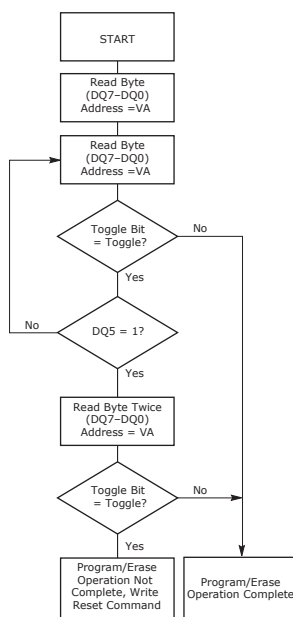 START
Read Byte
(DQ7–DQ0)
Address =VA
Read Byte
(DQ7–DQ0)
Address =VA
Toggle Bit
= Toggle?
No
Yes
No
DQ5 = 1?
Yes
Read Byte Twice
(DQ7–DQ0)
Address = VA
Toggle Bit
= Toggle?
No
Yes
Program/Erase
Operation Not
Complete, Write
Reset Command
Program/Erase
Operation Complete